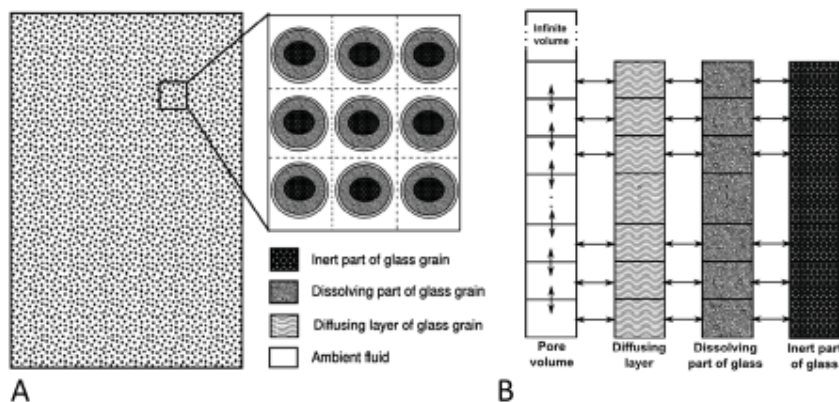 Inert part of glass grain
Dissolving part of glass grain
Diffusing layer of glass grain
Ambient fluid
A
Infinite
volume
Pore
volume
Diffusing
layer
Dissolving
part of glass
Inert part
of glass
B